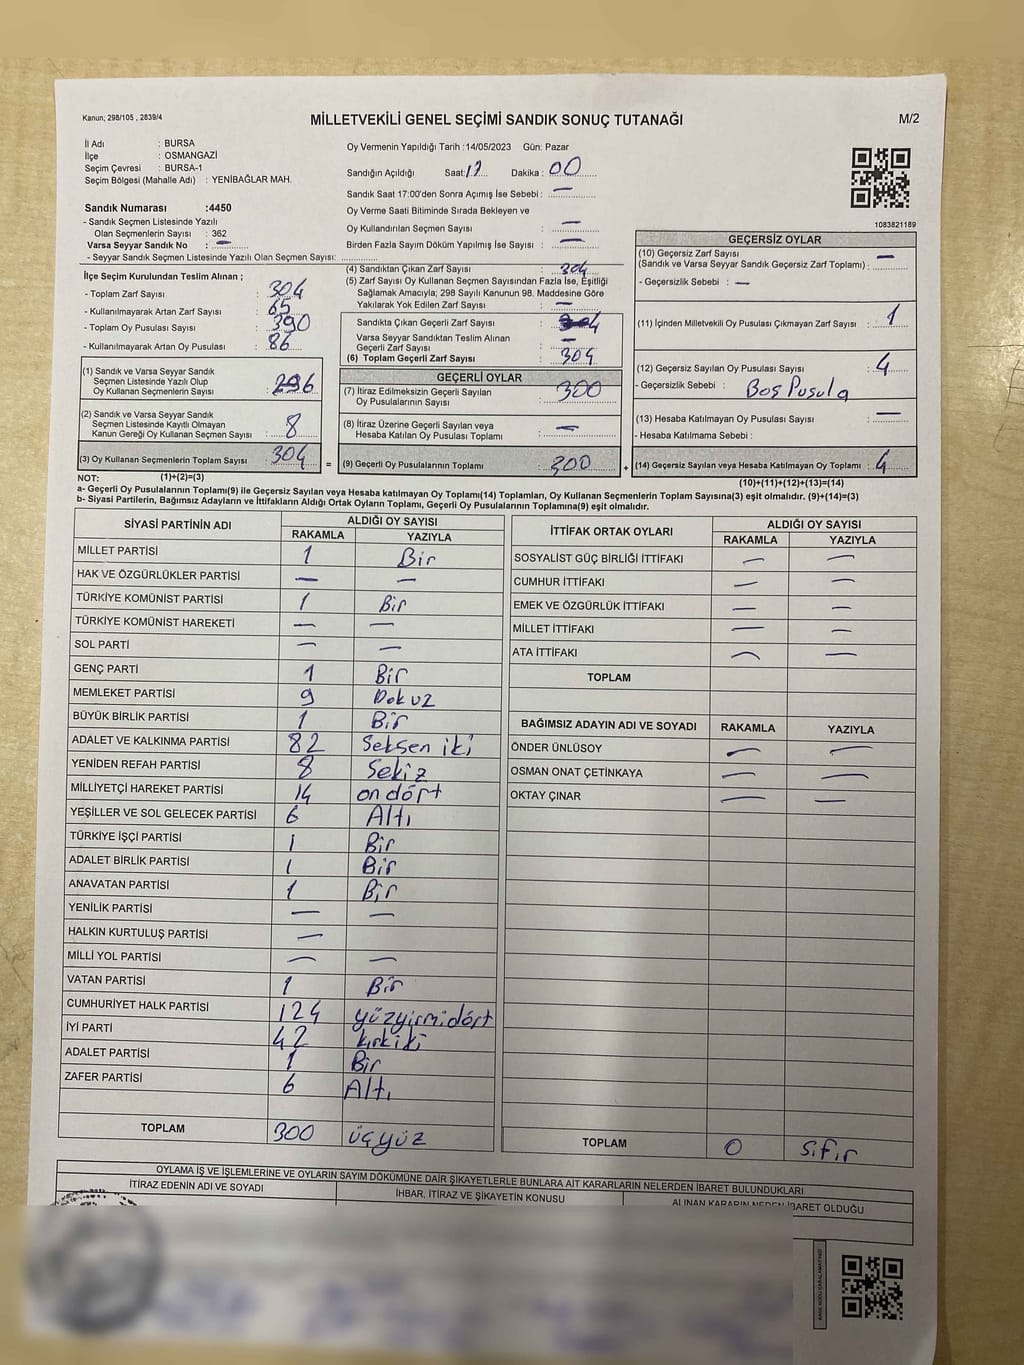 Kanun; 298/105 , 2839/4
MİLLETVEKİLİ GENEL SEÇİMİ SANDIK SONUÇ TUTANAĞI
M/2
İl Adı : BURSA
İlçe : OSMANGAZİ
Seçim Çevresi : BURSA-1
Seçim Bölgesi (Mahalle Adı) : YENİBAĞLAR MAH.
Oy Vermenin Yapıldığı Tarih :14/05/2023 Gün: Pazar
Sandığın Açıldığı Saat: 17 Dakika : 00
Sandık Saat 17:00'den Sonra Açımış İse Sebebi : —
Oy Verme Saati Bitiminde Sırada Bekleyen ve
Oy Kullandırılan Seçmen Sayısı : —
Birden Fazla Sayım Döküm Yapılmış İse Sayısı : —
Sandık Numarası :4450
- Sandık Seçmen Listesinde Yazılı
Olan Seçmenlerin Sayısı : 362
Varsa Seyyar Sandık No : —
- Seyyar Sandık Seçmen Listesinde Yazılı Olan Seçmen Sayısı:
1083821189
İlçe Seçim Kurulundan Teslim Alınan ;
- Toplam Zarf Sayısı : 304
- Kullanılmayarak Artan Zarf Sayısı : 65
- Toplam Oy Pusulası Sayısı : 390
- Kullanılmayarak Artan Oy Pusulası : 86
(1) Sandık ve Varsa Seyyar Sandık
Seçmen Listesinde Yazılı Olup
Oy Kullanan Seçmenlerin Sayısı : 296
(2) Sandık ve Varsa Seyyar Sandık
Seçmen Listesinde Kayıtlı Olmayan
Kanun Gereği Oy Kullanan Seçmen Sayısı : 8
(3) Oy Kullanan Seçmenlerin Toplam Sayısı : 304
(4) Sandıktan Çıkan Zarf Sayısı : 304
(5) Zarf Sayısı Oy Kullanan Seçmen Sayısından Fazla İse, Eşitliği
Sağlamak Amacıyla; 298 Sayılı Kanunun 98. Maddesine Göre
Yakılarak Yok Edilen Zarf Sayısı : —
Sandıkta Çıkan Geçerli Zarf Sayısı : 304
Varsa Seyyar Sandıktan Teslim Alınan
Geçerli Zarf Sayısı : —
(6) Toplam Geçerli Zarf Sayısı : 304
GEÇERLİ OYLAR
(7) İtiraz Edilmeksizin Geçerli Sayılan
Oy Pusulalarının Sayısı : 300
(8) İtiraz Üzerine Geçerli Sayılan veya
Hesaba Katılan Oy Pusulası Toplamı : —
= (9) Geçerli Oy Pusulalarının Toplamı : 300
GEÇERSİZ OYLAR
(10) Geçersiz Zarf Sayısı
(Sandık ve Varsa Seyyar Sandık Geçersiz Zarf Toplamı) : —
- Geçersizlik Sebebi : —
(11) İçinden Milletvekili Oy Pusulası Çıkmayan Zarf Sayısı : 1
(12) Geçersiz Sayılan Oy Pusulası Sayısı : 4
- Geçersizlik Sebebi : Boş Pusula
(13) Hesaba Katılmayan Oy Pusulası Sayısı : —
- Hesaba Katılmama Sebebi :
+ (14) Geçersiz Sayılan veya Hesaba Katılmayan Oy Toplamı : 4
NOT: (1)+(2)=(3)
(10)+(11)+(12)+(13)=(14)
a- Geçerli Oy Pusulalarının Toplamı(9) ile Geçersiz Sayılan veya Hesaba katılmayan Oy Toplamı(14) Toplamları, Oy Kullanan Seçmenlerin Toplam Sayısına(3) eşit olmalıdır. (9)+(14)=(3)
b- Siyasi Partilerin, Bağımsız Adayların ve İttifakların Aldığı Ortak Oyların Toplamı, Geçerli Oy Pusulalarının Toplamına(9) eşit olmalıdır.
SİYASİ PARTİNİN ADI ALDIĞI OY SAYISI
RAKAMLA YAZIYLA
MİLLET PARTİSİ 1 Bir
HAK VE ÖZGÜRLÜKLER PARTİSİ — —
TÜRKİYE KOMÜNİST PARTİSİ 1 Bir
TÜRKİYE KOMÜNİST HAREKETİ — —
SOL PARTİ — —
GENÇ PARTİ 1 Bir
MEMLEKET PARTİSİ 9 Dokuz
BÜYÜK BİRLİK PARTİSİ 1 Bir
ADALET VE KALKINMA PARTİSİ 82 Seksen iki
YENİDEN REFAH PARTİSİ 8 Sekiz
MİLLİYETÇİ HAREKET PARTİSİ 14 on dört
YEŞİLLER VE SOL GELECEK PARTİSİ 6 Altı
TÜRKİYE İŞÇİ PARTİSİ 1 Bir
ADALET BİRLİK PARTİSİ 1 Bir
ANAVATAN PARTİSİ 1 Bir
YENİLİK PARTİSİ — —
HALKIN KURTULUŞ PARTİSİ —
MİLLİ YOL PARTİSİ — —
VATAN PARTİSİ 1 Bir
CUMHURİYET HALK PARTİSİ 124 yüzyirmidört
İYİ PARTİ 42 kırkiki
ADALET PARTİSİ 1 Bir
ZAFER PARTİSİ 6 Altı
TOPLAM 300 üçyüz
İTTİFAK ORTAK OYLARI ALDIĞI OY SAYISI
RAKAMLA YAZIYLA
SOSYALİST GÜÇ BİRLİĞİ İTTİFAKI — —
CUMHUR İTTİFAKI — —
EMEK VE ÖZGÜRLÜK İTTİFAKI — —
MİLLET İTTİFAKI — —
ATA İTTİFAKI — —
TOPLAM
BAĞIMSIZ ADAYIN ADI VE SOYADI RAKAMLA YAZIYLA
ÖNDER ÜNLÜSOY — —
OSMAN ONAT ÇETİNKAYA — —
OKTAY ÇINAR — —
TOPLAM 0 Sıfır
OYLAMA İŞ VE İŞLEMLERİNE VE OYLARIN SAYIM DÖKÜMÜNE DAİR ŞİKAYETLERLE BUNLARA AİT KARARLARIN NELERDEN İBARET BULUNDUKLARI
İTİRAZ EDENİN ADI VE SOYADI İHBAR, İTİRAZ VE ŞİKAYETİN KONUSU ALINAN KARARIN NEDEN İBARET OLDUĞU